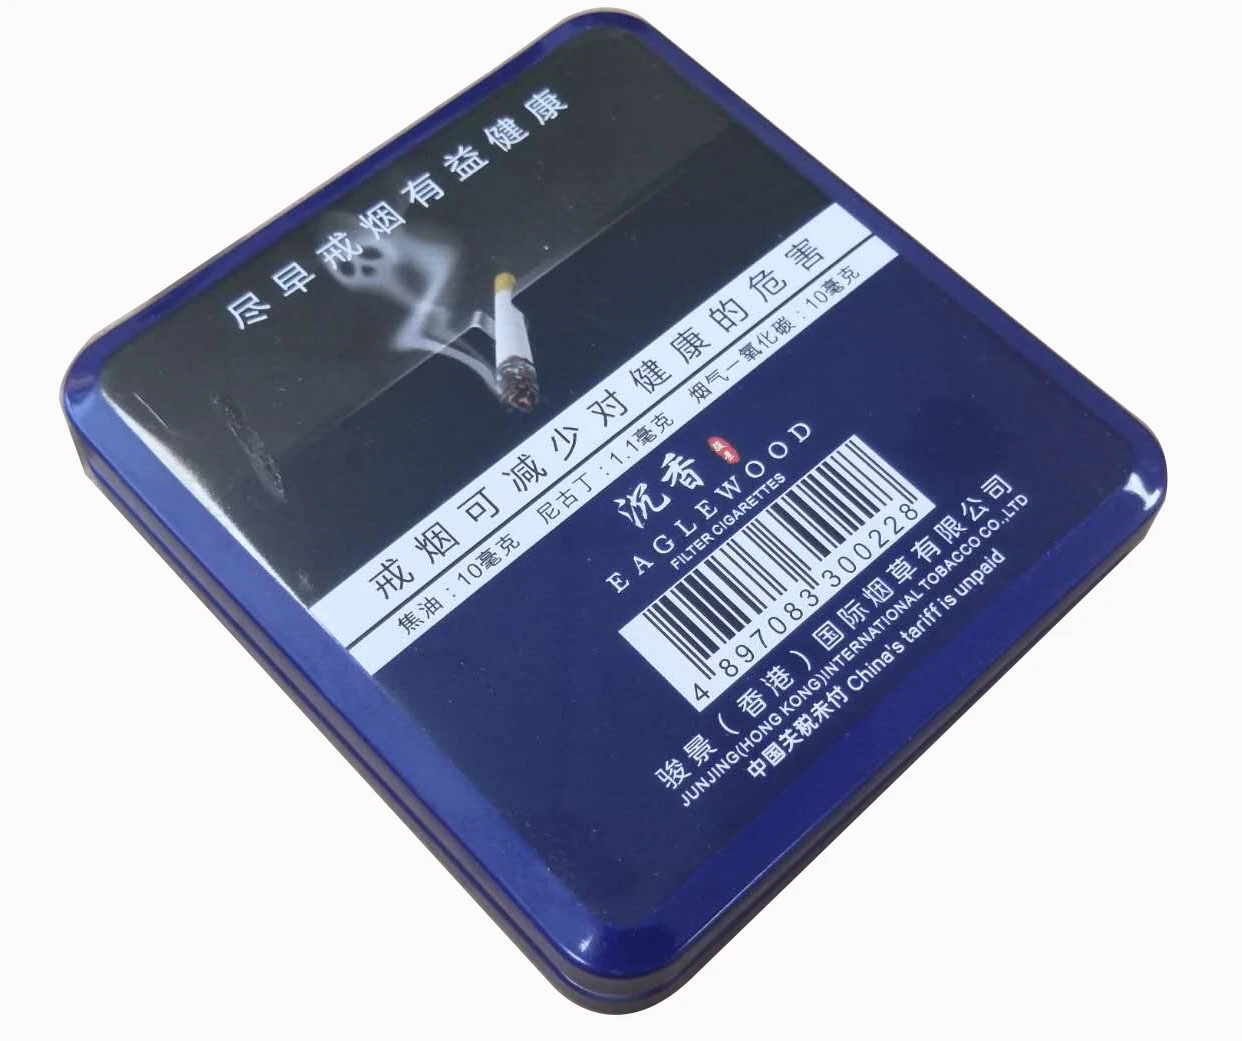 尽早戒烟有益健康
戒烟可减少对健康的危害
焦油：10毫克 尼古丁：1.1毫克 烟气一氧化碳：10毫克
沉香
EAGLEWOOD
FILTER CIGARETTES
4 897083 300228
骏景（香港）国际烟草有限公司
JUNJING(HONG KONG)INTERNATIONAL TOBACCO CO.,LTD
中国关税未付 China's tariff is unpaid